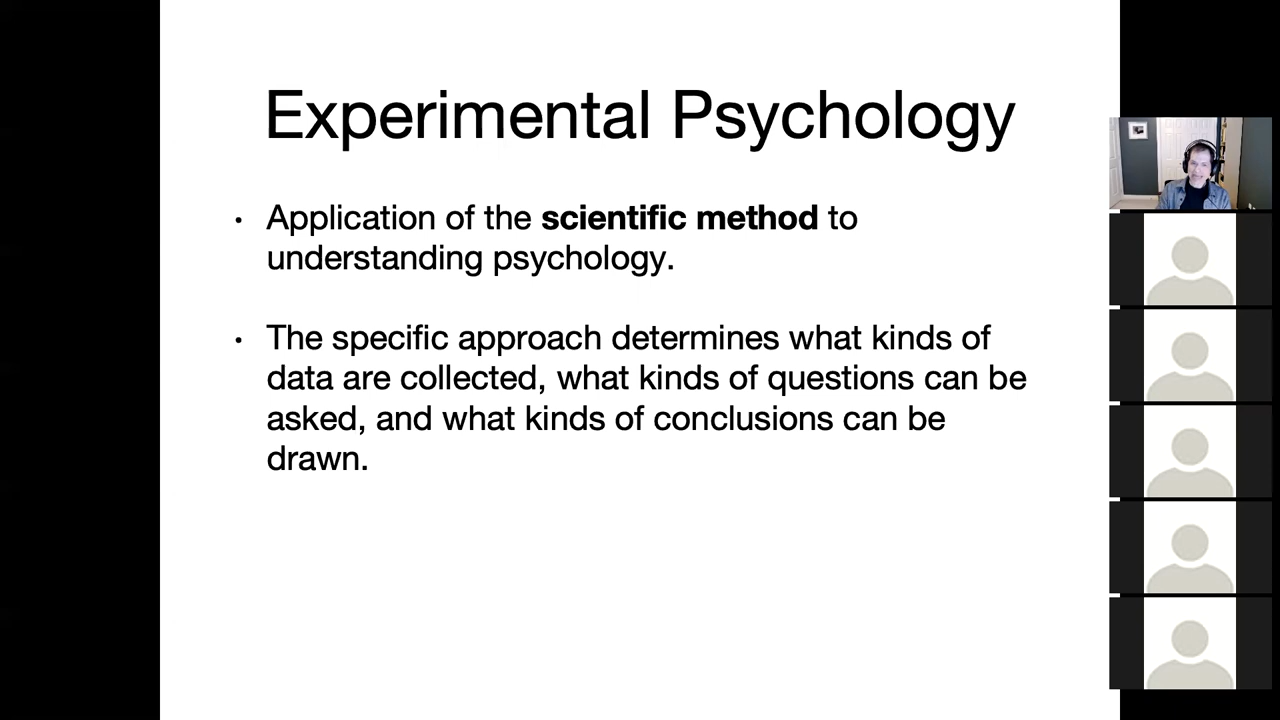 Experimental Psychology
• Application of the scientific method to
understanding psychology.
• The specific approach determines what kinds of
data are collected, what kinds of questions can be
asked, and what kinds of conclusions can be
drawn.